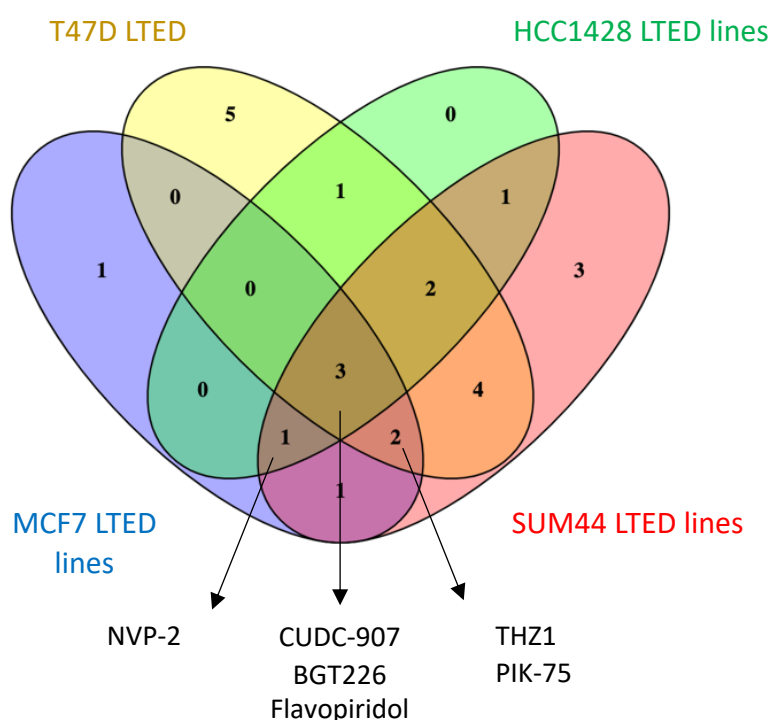 T47D LTED
HCC1428 LTED lines
5
0
0
1
1
1
0
2
3
3
0
4
1
2
1
MCF7 LTED
lines
SUM44 LTED lines
NVP-2
CUDC-907
BGT226
Flavopiridol
THZ1
PIK-75